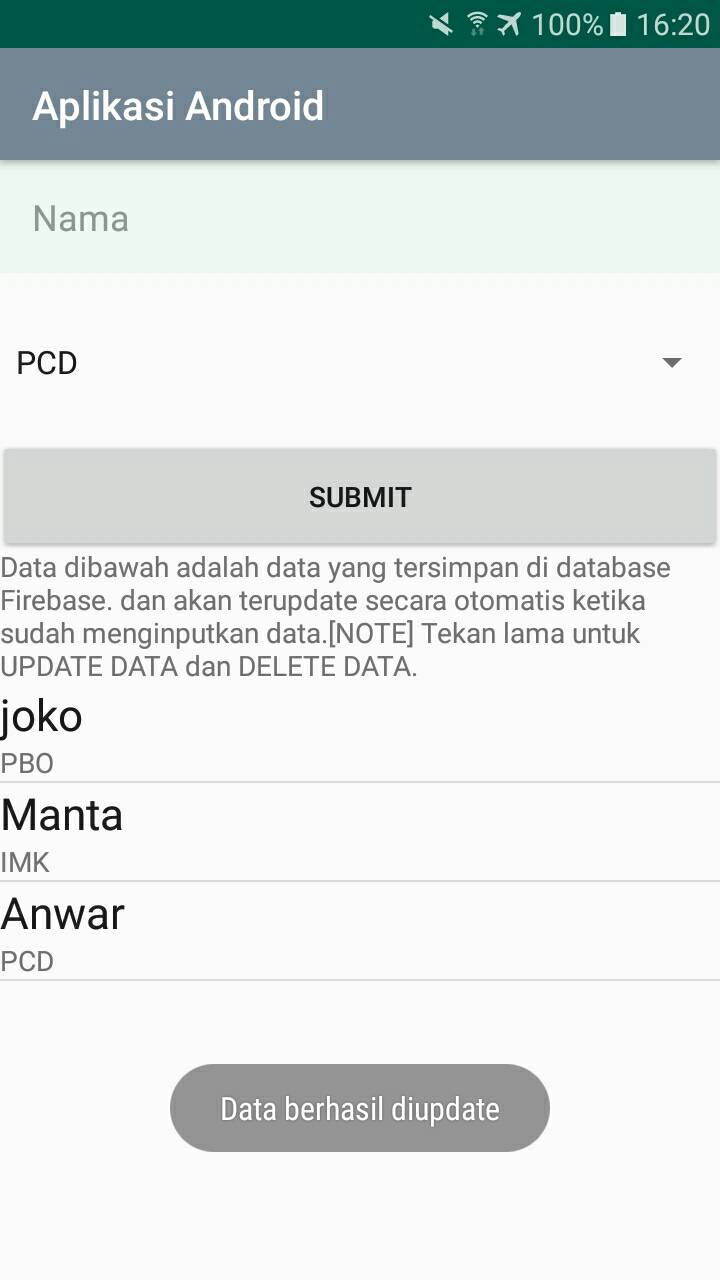 100% 16:20
Aplikasi Android
Nama
PCD
SUBMIT
Data dibawah adalah data yang tersimpan di database
Firebase. dan akan terupdate secara otomatis ketika
sudah menginputkan data.[NOTE] Tekan lama untuk
UPDATE DATA dan DELETE DATA.
joko
PBO
Manta
IMK
Anwar
PCD
Data berhasil diupdate